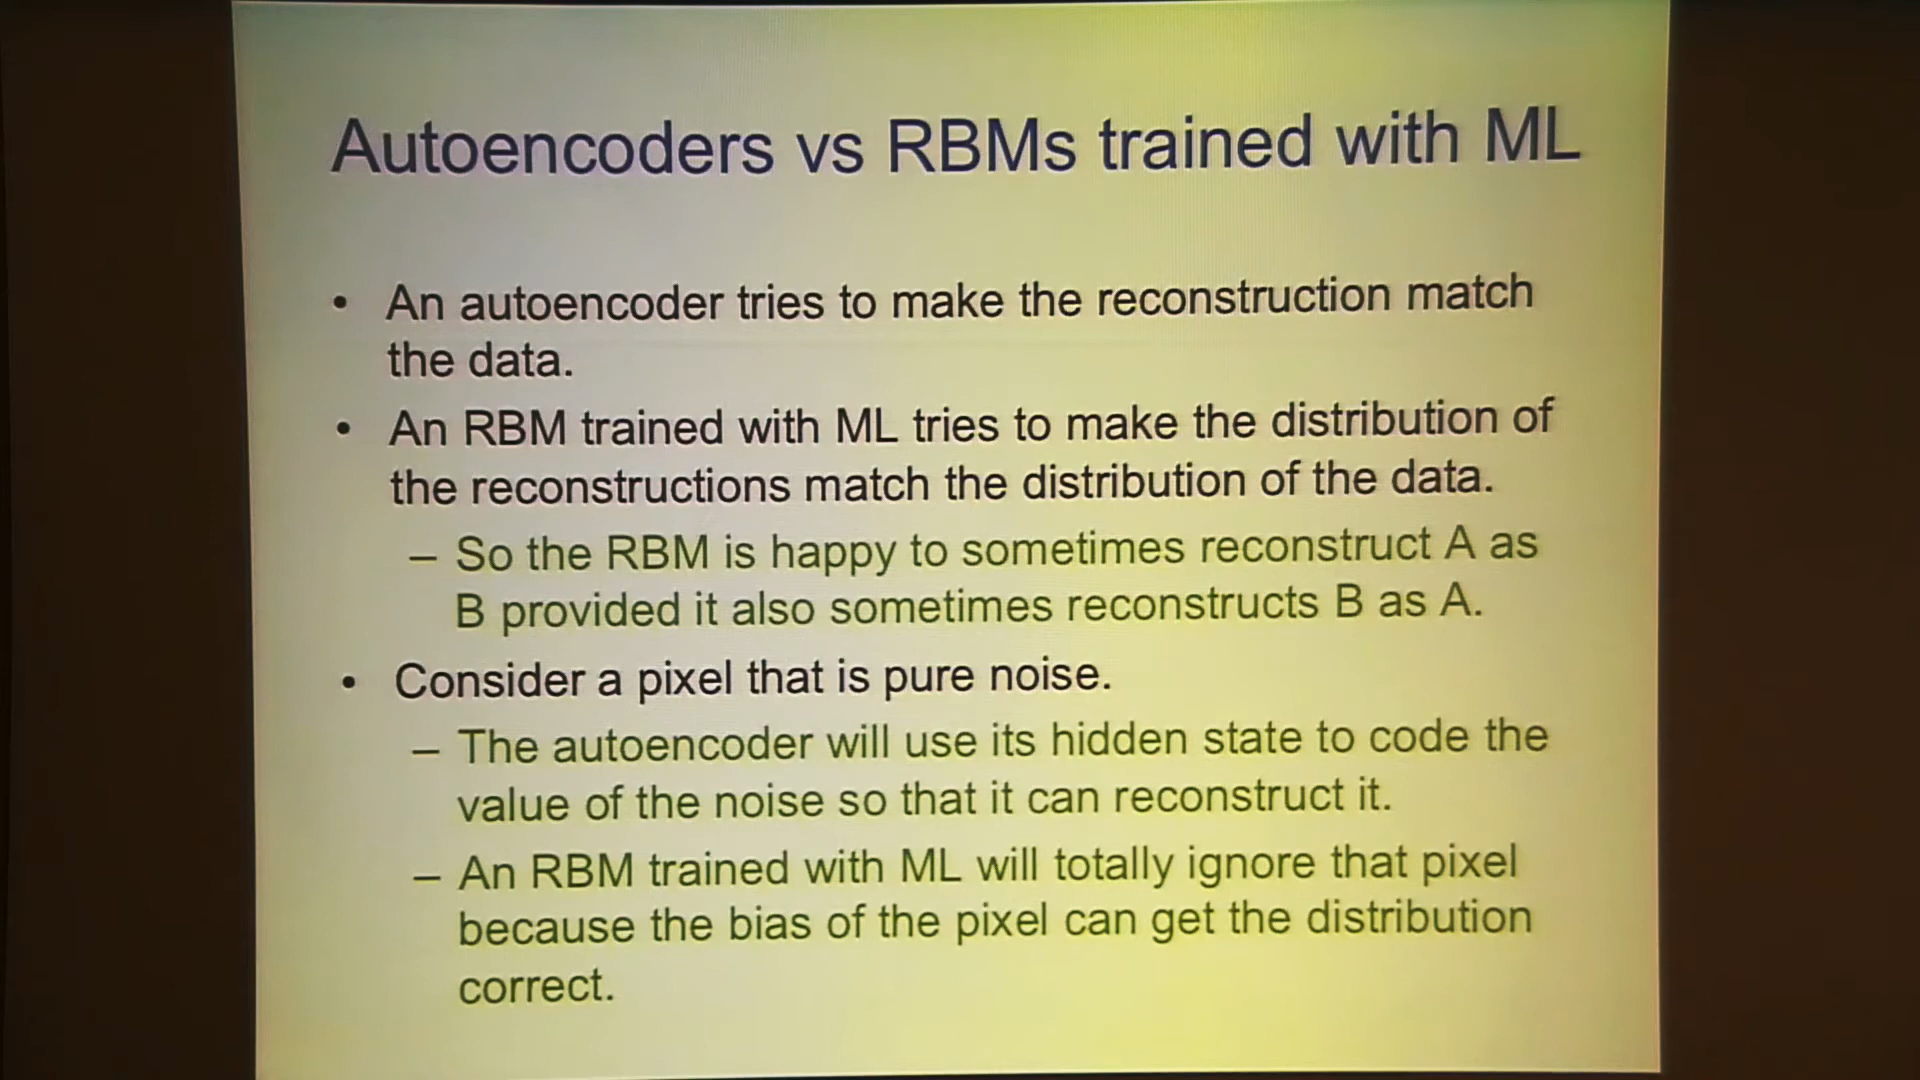 Autoencoders vs RBMs trained with ML
• An autoencoder tries to make the reconstruction match
the data.
• An RBM trained with ML tries to make the distribution of
the reconstructions match the distribution of the data.
– So the RBM is happy to sometimes reconstruct A as
B provided it also sometimes reconstructs B as A.
• Consider a pixel that is pure noise.
– The autoencoder will use its hidden state to code the
value of the noise so that it can reconstruct it.
– An RBM trained with ML will totally ignore that pixel
because the bias of the pixel can get the distribution
correct.